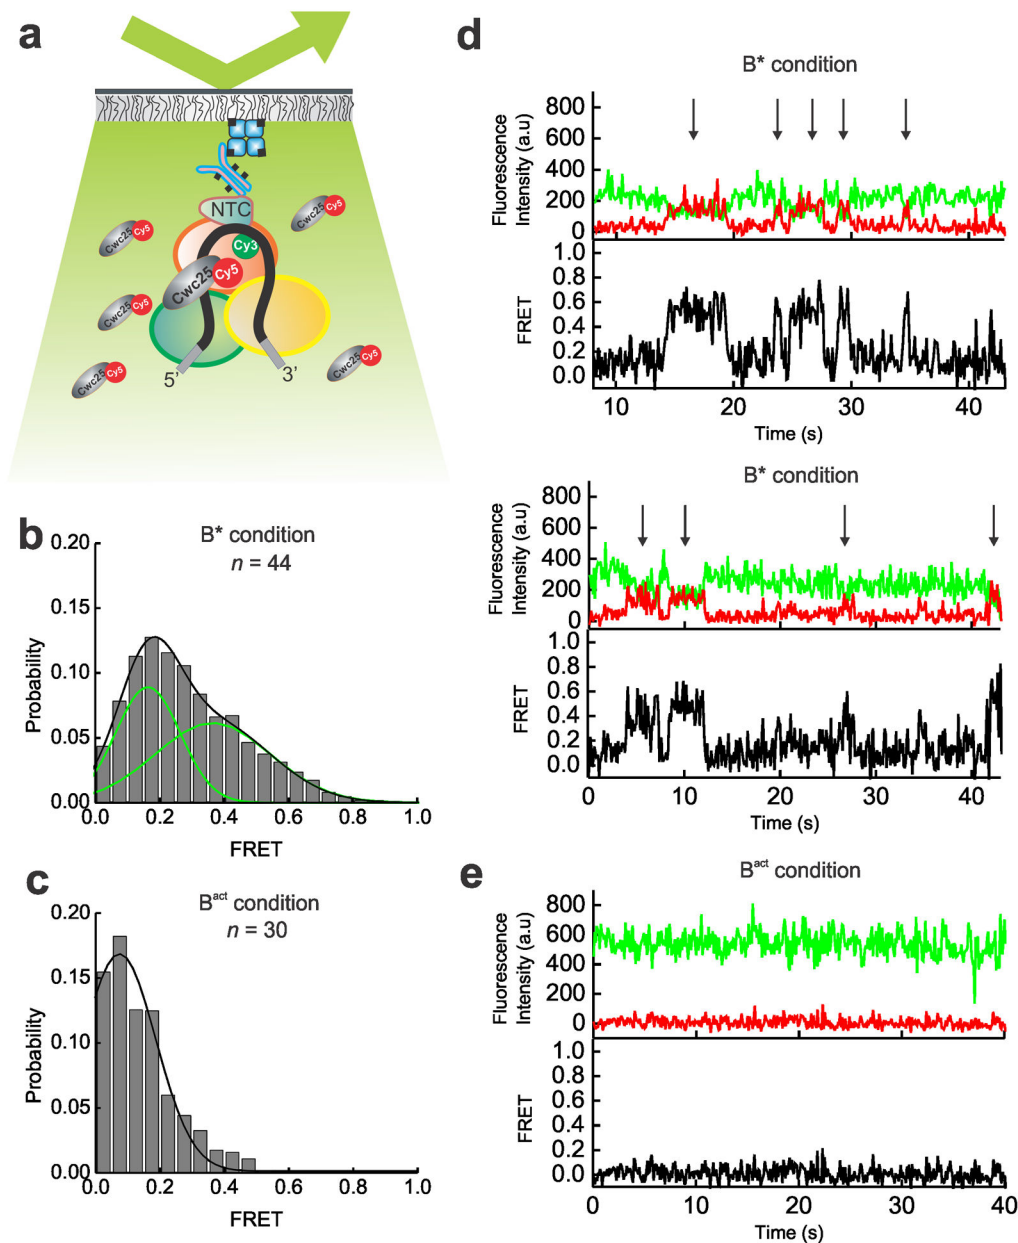 a
NTC
Cy3
Cwc25
Cy5
Cwc25
Cy5
Cwc25
Cy5
Cwc25
Cy5
Cwc25
Cy5
Cwc25
Cy5
5'
3'
b
B* condition
n = 44
Probability
0.20
0.15
0.10
0.05
0.00
0.0 0.2 0.4 0.6 0.8 1.0
FRET
c
B^act condition
n = 30
Probability
0.20
0.15
0.10
0.05
0.00
0.0 0.2 0.4 0.6 0.8 1.0
FRET
d
B* condition
Fluorescence
Intensity (a.u)
800
600
400
200
0
FRET
1.0
0.8
0.6
0.4
0.2
0.0
10 20 30 40
Time (s)
B* condition
Fluorescence
Intensity (a.u)
800
600
400
200
0
FRET
1.0
0.8
0.6
0.4
0.2
0.0
0 10 20 30 40
Time (s)
e
B^act condition
Fluorescence
Intensity (a.u)
800
600
400
200
0
FRET
1.0
0.8
0.6
0.4
0.2
0.0
0 10 20 30 40
Time (s)